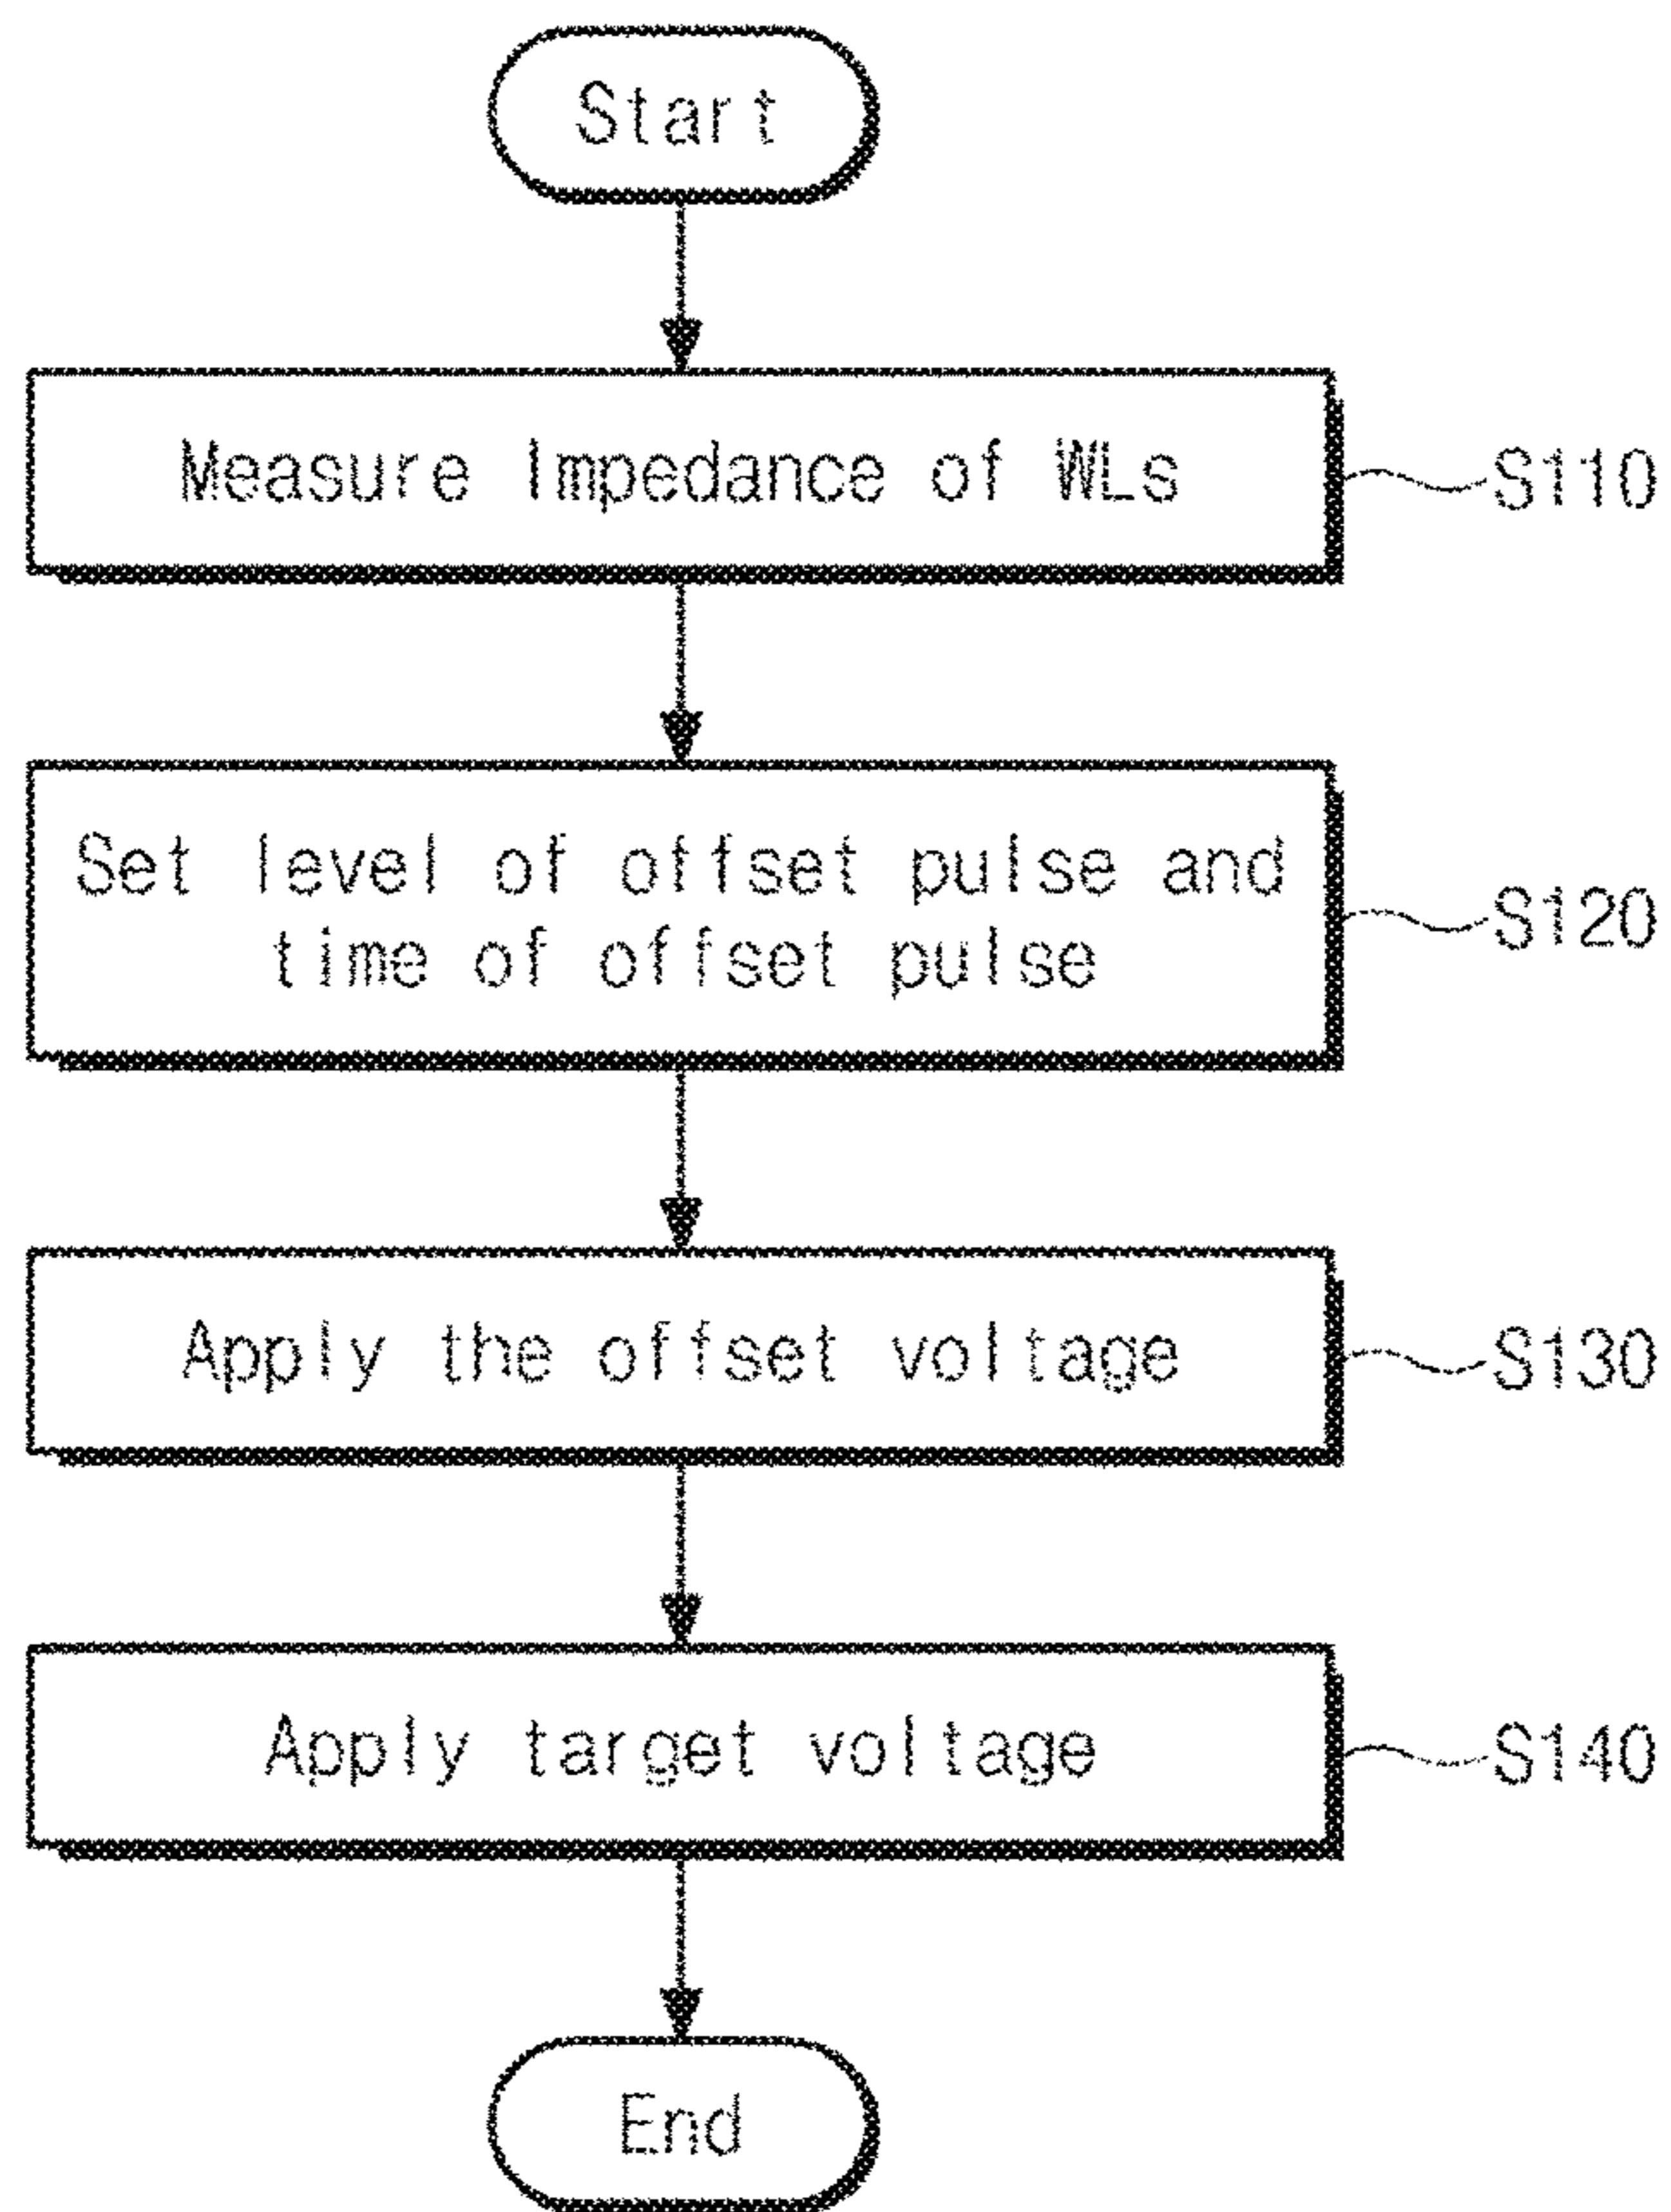 Start
Measure Impedance of WLs
S110
Set level of offset pulse and
time of offset pulse
S120
Apply the offset voltage
S130
Apply target voltage
S140
End